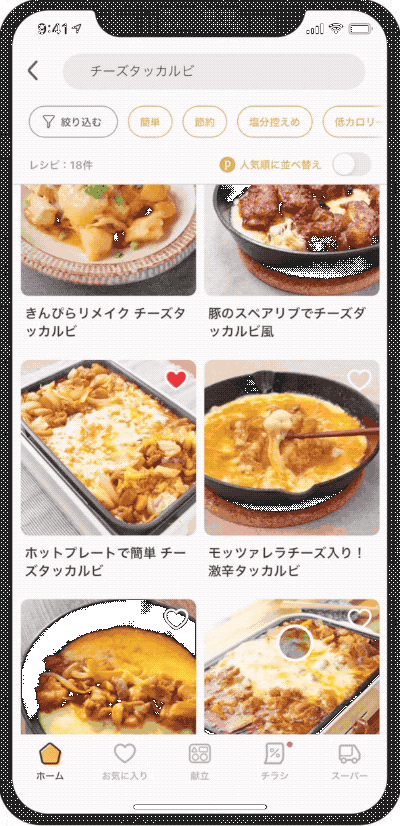 9:41
チーズタッカルビ
絞り込む
簡単
節約
塩分控えめ
低カロリー
レシピ：18件
P 人気順に並べ替え
きんぴらリメイク チーズタ
ッカルビ
豚のスペアリブでチーズダ
ッカルビ風
ホットプレートで簡単 チー
ズタッカルビ
モッツァレラチーズ入り！
激辛タッカルビ
ホーム
お気に入り
献立
チラシ
スーパー